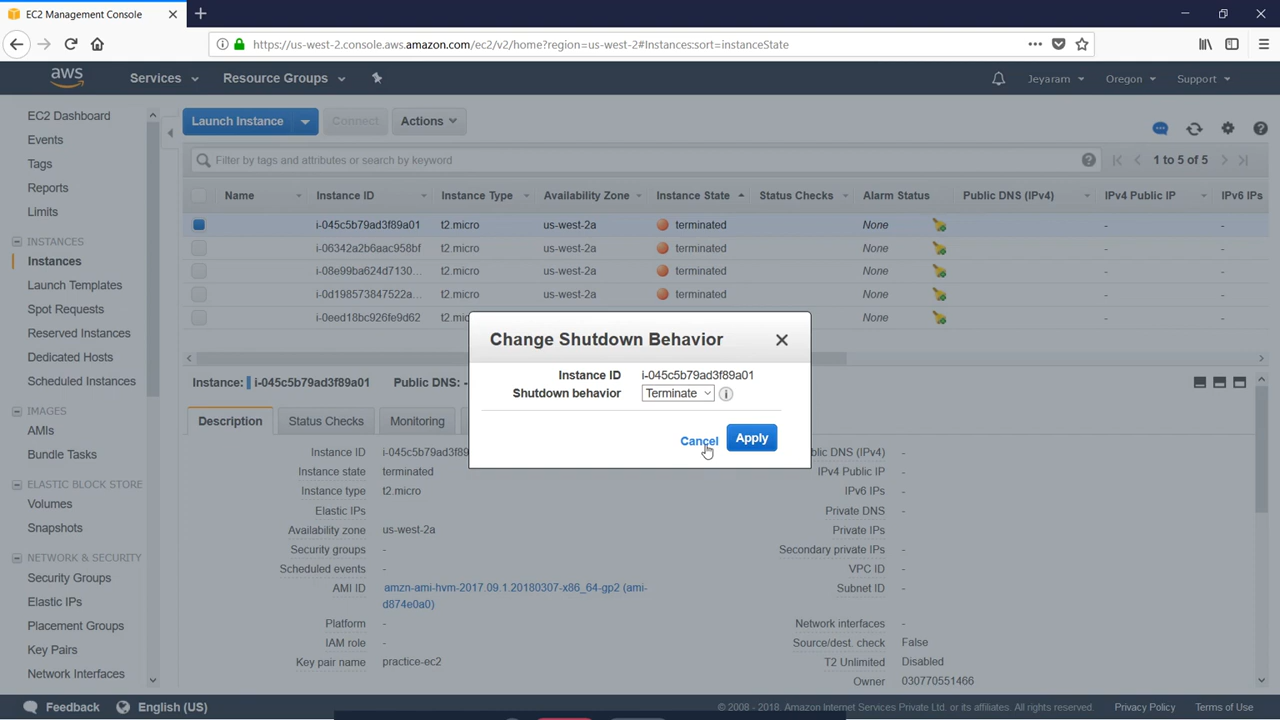 EC2 Management Console
https://us-west-2.console.aws.amazon.com/ec2/v2/home?region=us-west-2#Instances:sort=instanceState
aws Services Resource Groups Jeyaram Oregon Support
EC2 Dashboard
Events
Tags
Reports
Limits
INSTANCES
Instances
Launch Templates
Spot Requests
Reserved Instances
Dedicated Hosts
Scheduled Instances
IMAGES
AMIs
Bundle Tasks
ELASTIC BLOCK STORE
Volumes
Snapshots
NETWORK & SECURITY
Security Groups
Elastic IPs
Placement Groups
Key Pairs
Network Interfaces
Launch Instance Connect Actions
Filter by tags and attributes or search by keyword 1 to 5 of 5
Name Instance ID Instance Type Availability Zone Instance State Status Checks Alarm Status Public DNS (IPv4) IPv4 Public IP IPv6 IPs
i-045c5b79ad3f89a01 t2.micro us-west-2a terminated None - -
i-06342a2b6aac958bf t2.micro us-west-2a terminated None - -
i-08e99ba624d7130... t2.micro us-west-2a terminated None - -
i-0d198573847522a... t2.micro us-west-2a terminated None - -
i-0eed18bc926fe9d62 t2.mic None - -
Change Shutdown Behavior
Instance ID i-045c5b79ad3f89a01
Shutdown behavior Terminate
Cancel Apply
Instance: i-045c5b79ad3f89a01 Public DNS: -
Description Status Checks Monitoring
Instance ID i-045c5b79ad3f89
Instance state terminated
Instance type t2.micro
Elastic IPs
Availability zone us-west-2a
Security groups -
Scheduled events -
AMI ID amzn-ami-hvm-2017.09.1.20180307-x86_64-gp2 (ami-
d874e0a0)
Platform -
IAM role -
Key pair name practice-ec2
blic DNS (IPv4) -
IPv4 Public IP -
IPv6 IPs -
Private DNS -
Private IPs -
Secondary private IPs -
VPC ID -
Subnet ID -
Network interfaces -
Source/dest. check False
T2 Unlimited Disabled
Owner 030770551466
Feedback English (US) © 2008 - 2018, Amazon Internet Services Private Ltd. or its affiliates. All rights reserved. Privacy Policy Terms of Use